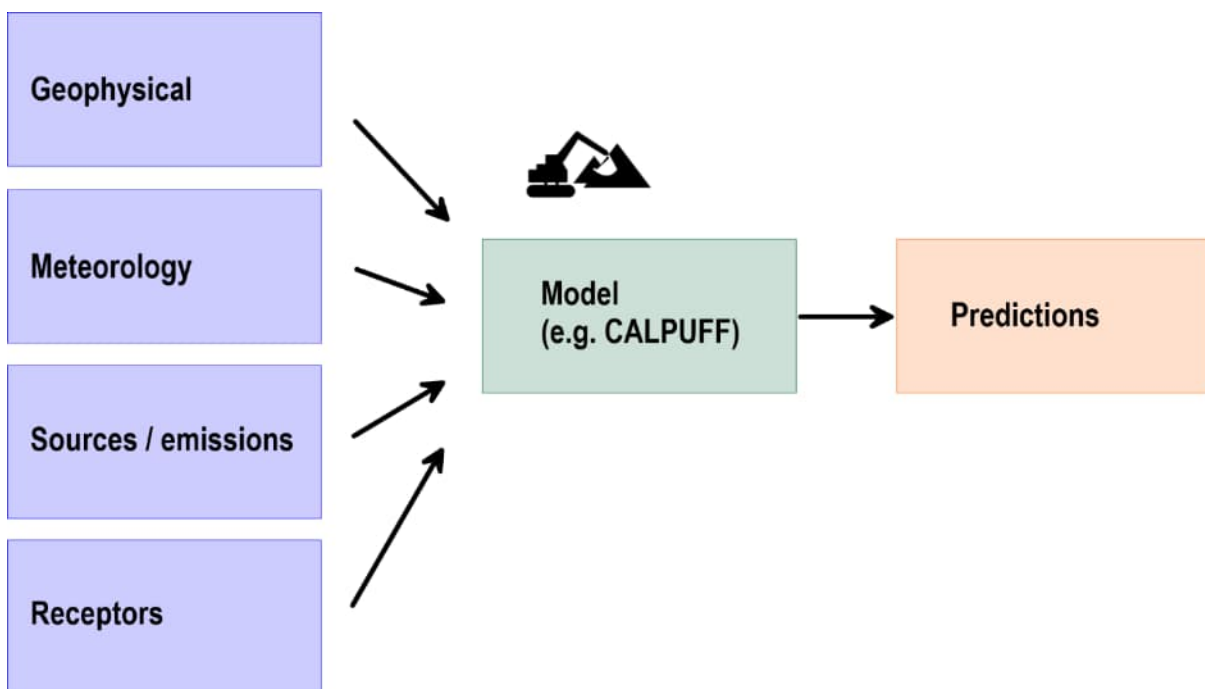 Geophysical
Meteorology
Sources / emissions
Receptors
Model
(e.g. CALPUFF)
Predictions